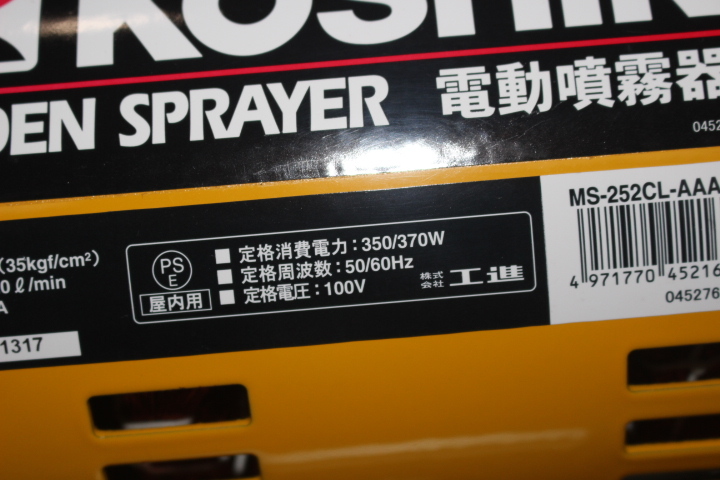 KOSHIN
DEN SPRAYER 電動噴霧器
0452
(35kgf/cm²)
0ℓ/min
A
1317
PS
E
屋内用
定格消費電力:350/370W
定格周波数:50/60Hz
定格電圧:100V
株式
会社 工進
MS-252CL-AAA
4 971770 45216
045276